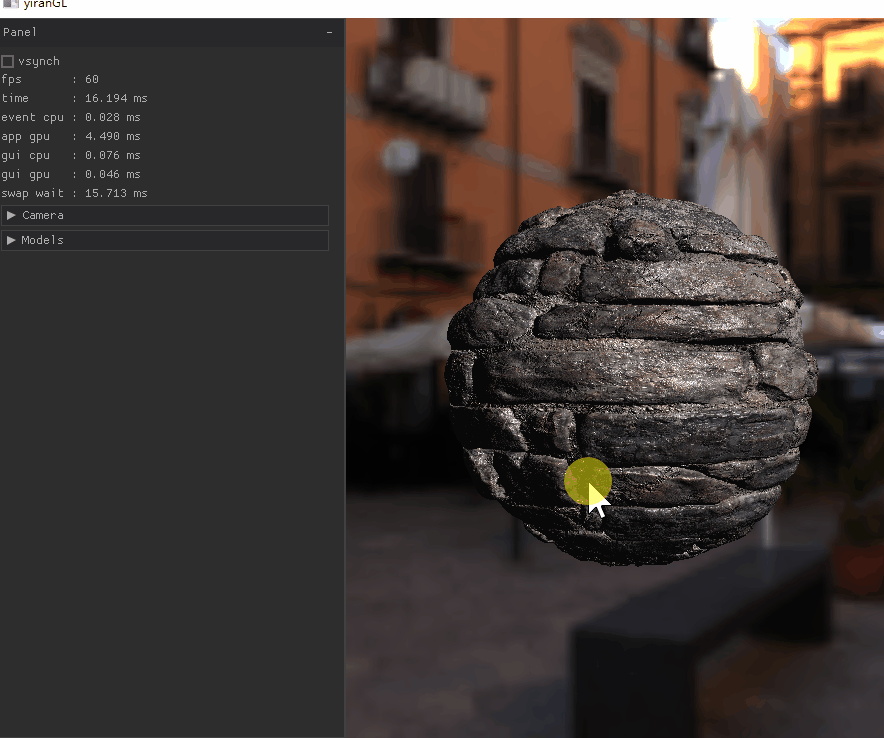 yiranGL
Panel
vsynch
fps : 60
time : 16.194 ms
event cpu : 0.028 ms
app gpu : 4.490 ms
gui cpu : 0.076 ms
gui gpu : 0.046 ms
swap wait : 15.713 ms
Camera
Models